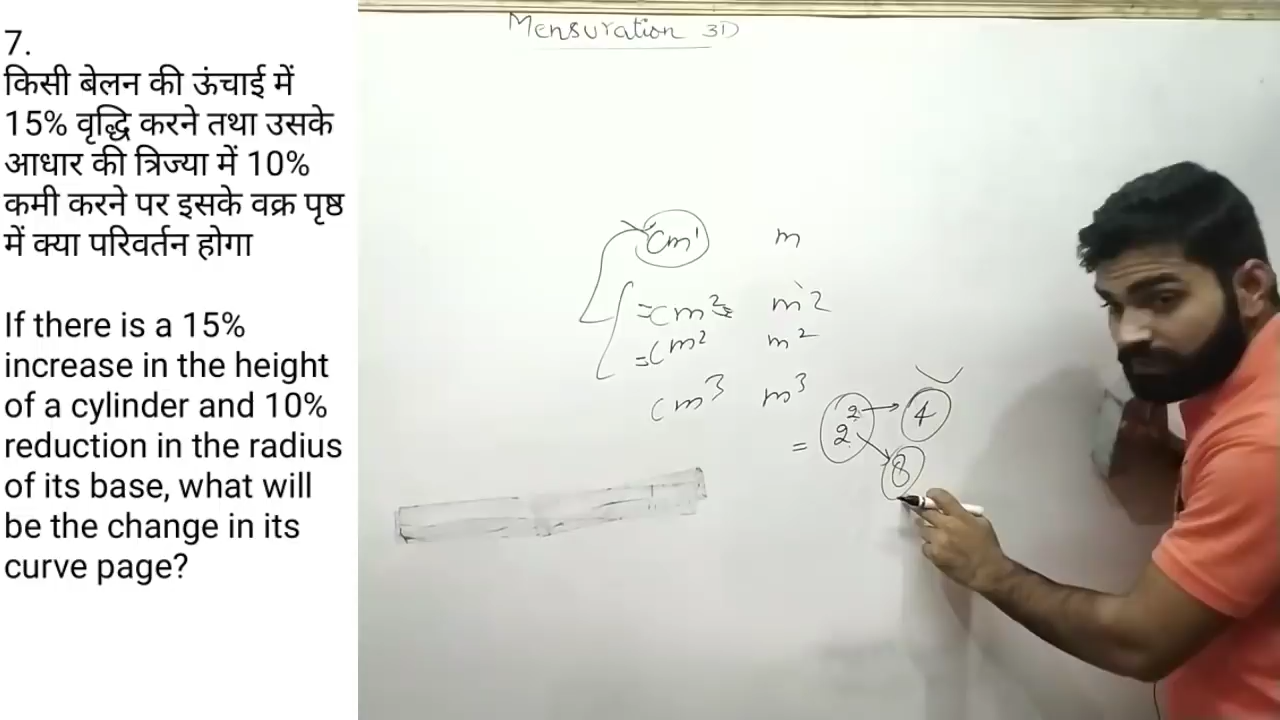 7.
किसी बेलन की ऊंचाई में
15% वृद्धि करने तथा उसके
आधार की त्रिज्या में 10%
कमी करने पर इसके वक्र पृष्ठ
में क्या परिवर्तन होगा
If there is a 15%
increase in the height
of a cylinder and 10%
reduction in the radius
of its base, what will
be the change in its
curve page?
Mensuration 3D
cm¹ m
=cm² m²
=cm² m²
cm³ m³
= 2² → 4
8